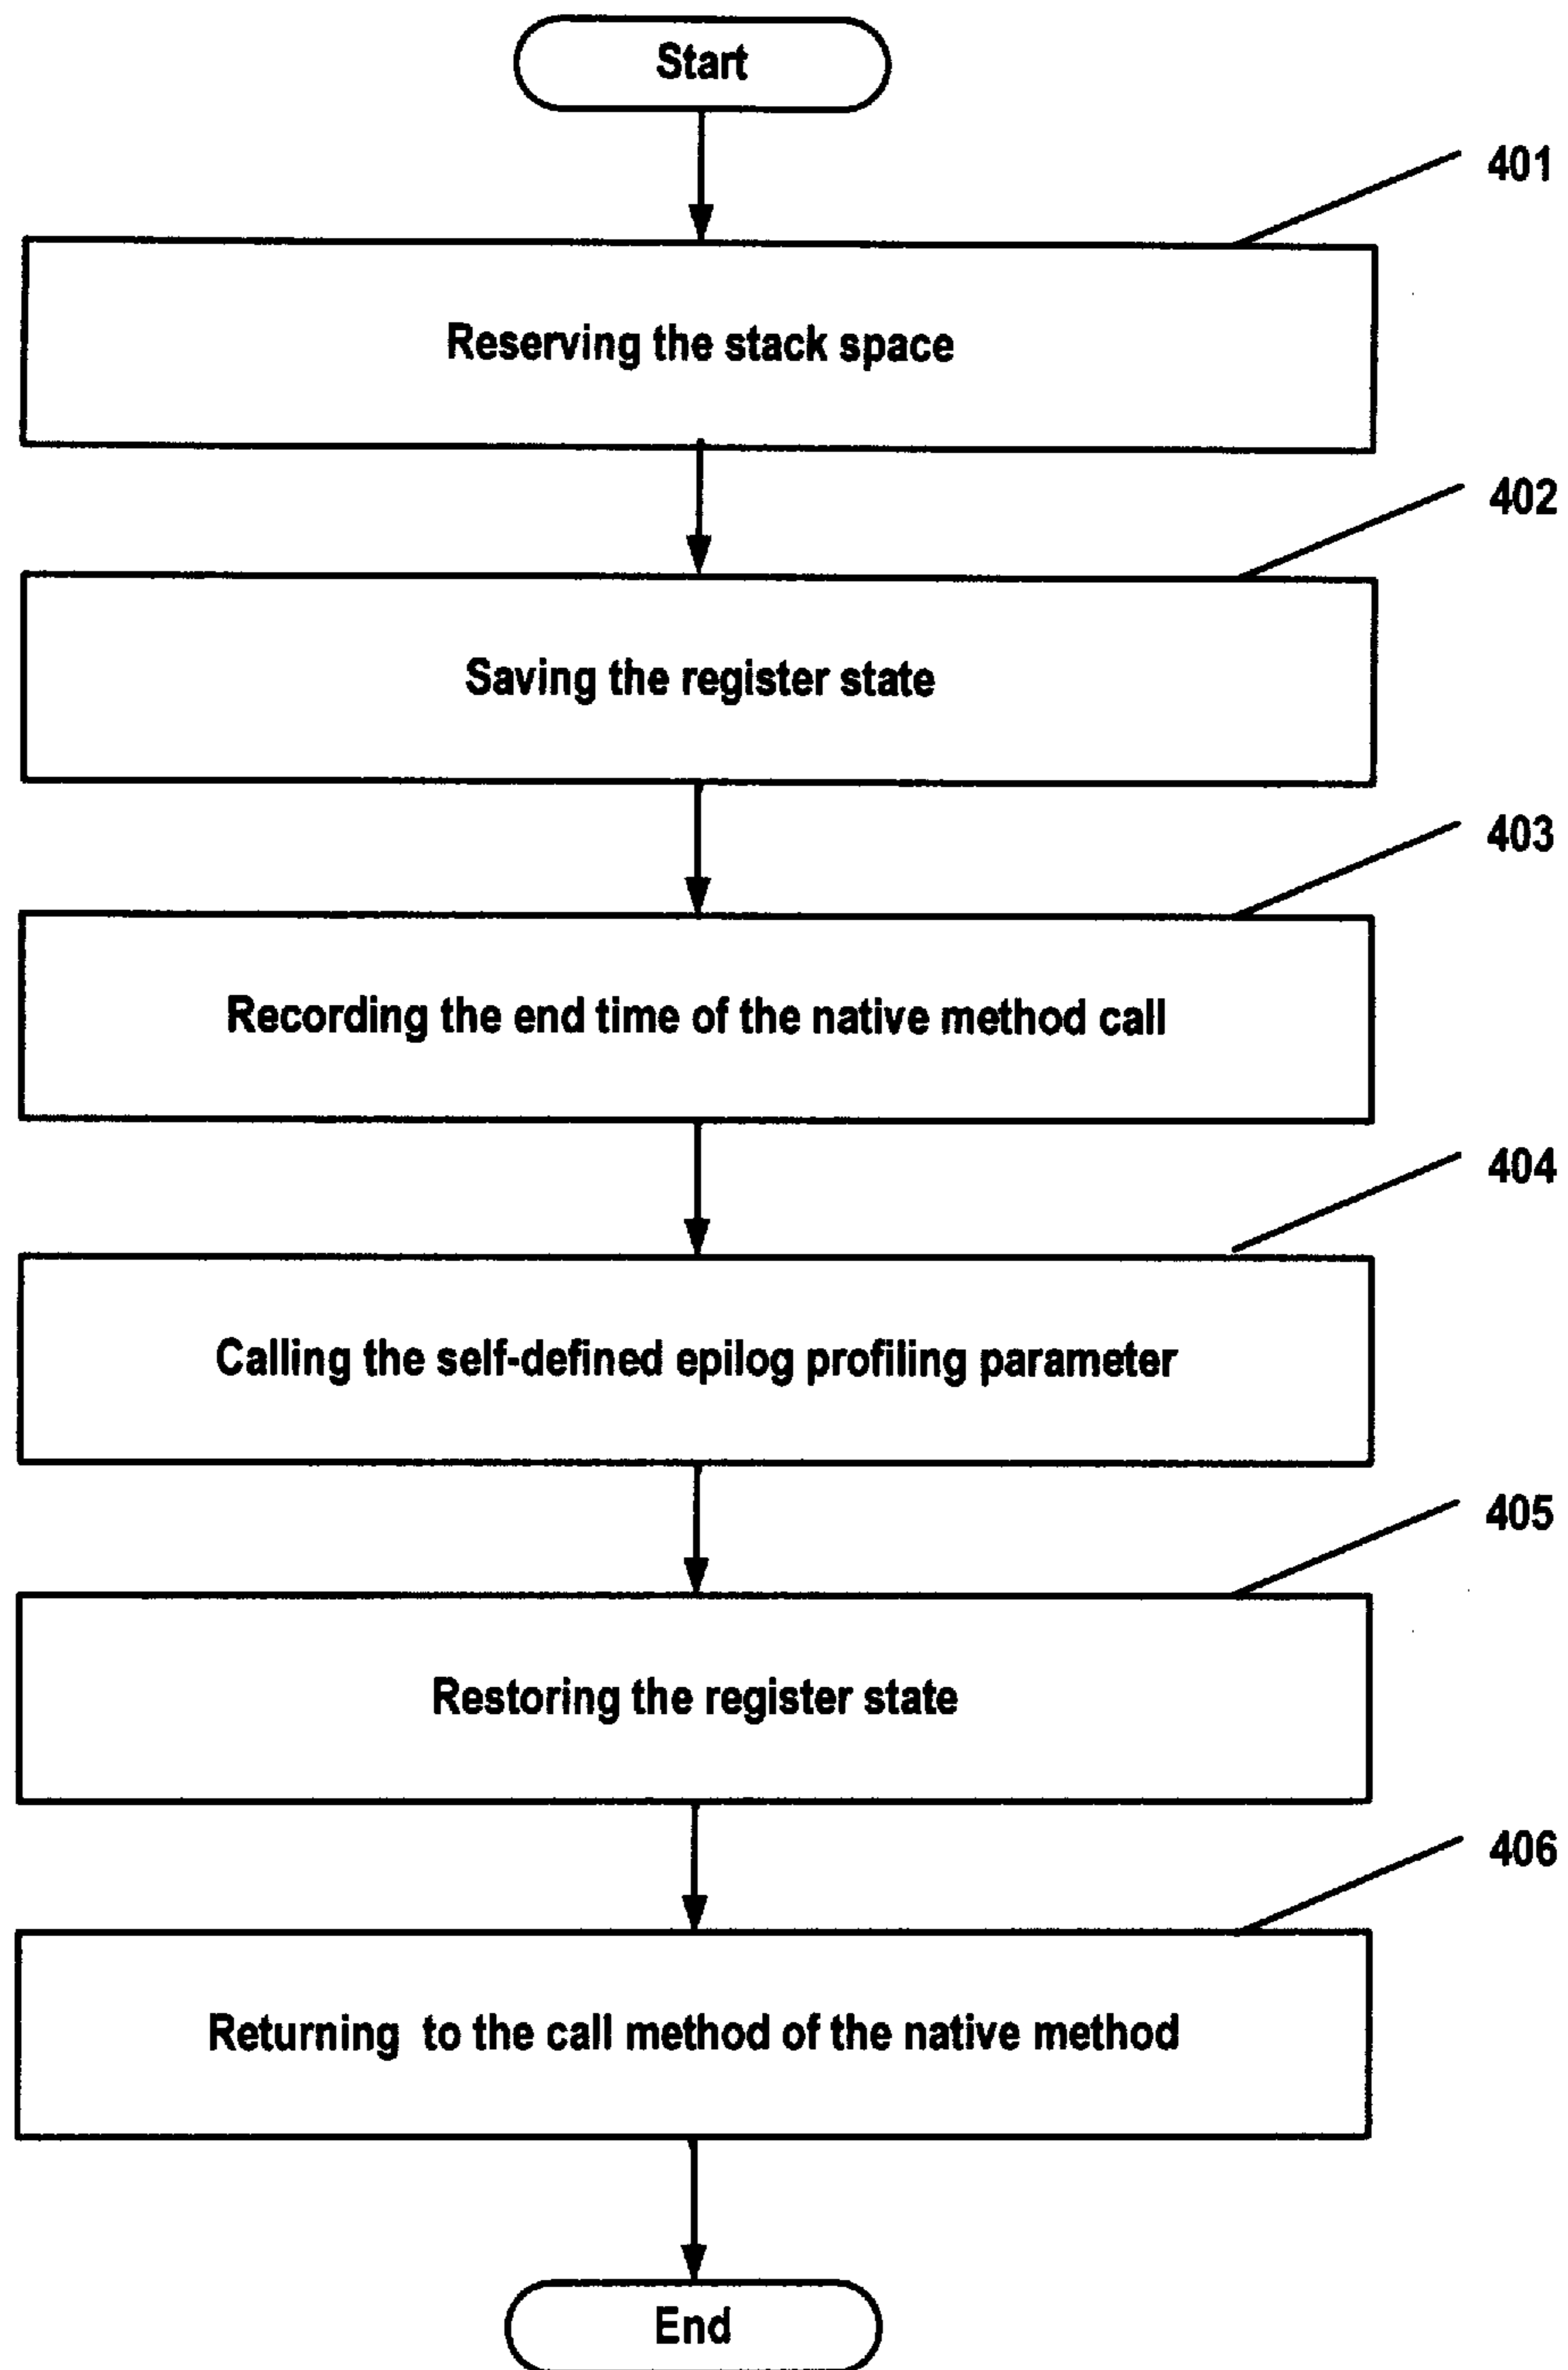 Start
401
Reserving the stack space
402
Saving the register state
403
Recording the end time of the native method call
404
Calling the self-defined epilog profiling parameter
405
Restoring the register state
406
Returning to the call method of the native method
End